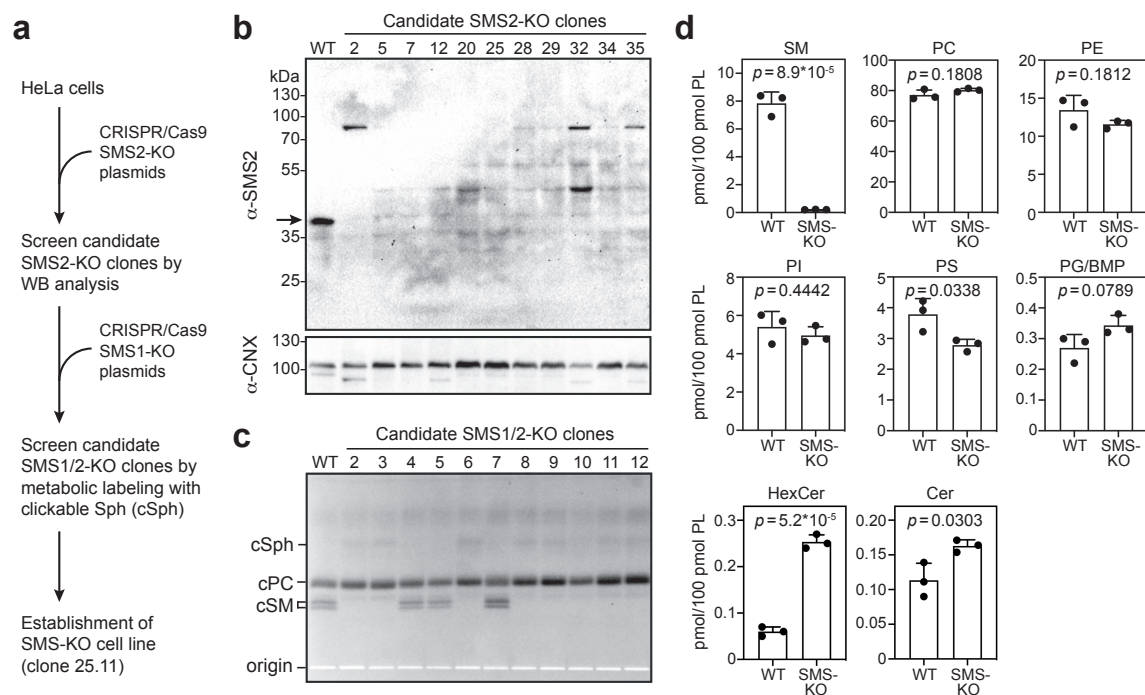 a
HeLa cells
CRISPR/Cas9
SMS2-KO
plasmids
Screen candidate
SMS2-KO clones by
WB analysis
CRISPR/Cas9
SMS1-KO
plasmids
Screen candidate
SMS1/2-KO clones by
metabolic labeling with
clickable Sph (cSph)
Establishment of
SMS-KO cell line
(clone 25.11)
b
Candidate SMS2-KO clones
WT 2 5 7 12 20 25 28 29 32 34 35
kDa
130
100
70
55
35
25
α-SMS2
130
100
α-CNX
c
Candidate SMS1/2-KO clones
WT 2 3 4 5 6 7 8 9 10 11 12
cSph
cPC
cSM
origin
d
SM
p = 8.9*10-5
pmol/100 pmol PL
10
8
6
4
2
0
WT
SMS-
KO
PC
p = 0.1808
100
80
60
40
20
0
WT
SMS-
KO
PE
p = 0.1812
20
15
10
5
0
WT
SMS-
KO
PI
p = 0.4442
pmol/100 pmol PL
10
8
6
4
2
0
WT
SMS-
KO
PS
p = 0.0338
5
4
3
2
1
0
WT
SMS-
KO
PG/BMP
p = 0.0789
0.5
0.4
0.3
0.2
0.1
0
WT
SMS-
KO
HexCer
p = 5.2*10-5
pmol/100 pmol PL
0.3
0.2
0.1
0
WT
SMS-
KO
Cer
p = 0.0303
0.20
0.15
0.10
0.05
0
WT
SMS-
KO